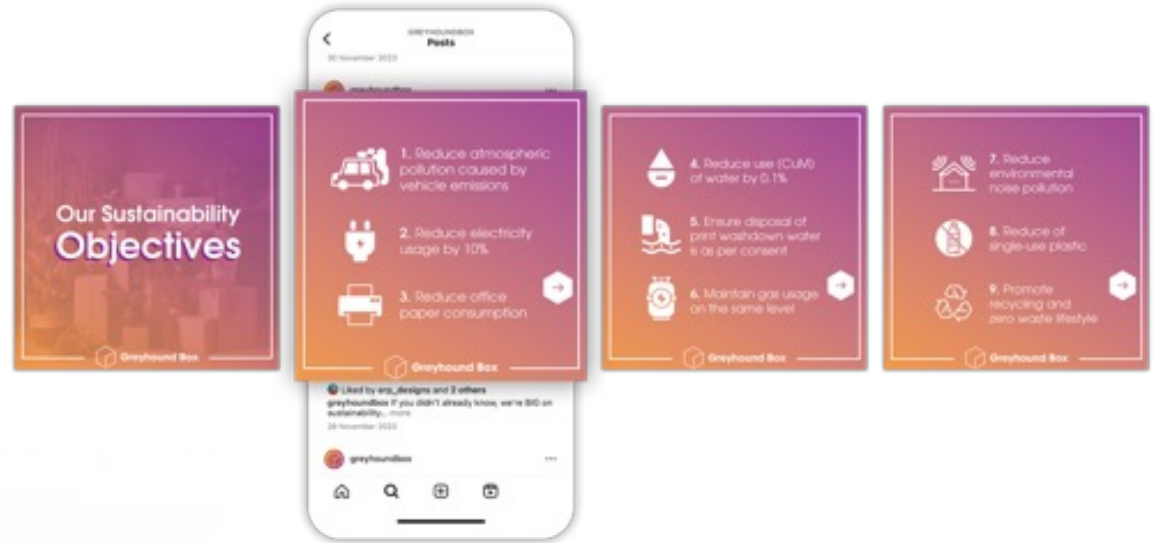 GREYHOUNDBOX
Posts
30 November 2023
greyhoundbox
Our Sustainability
Objectives
Greyhound Box
1. Reduce atmospheric
pollution caused by
vehicle emissions
2. Reduce electricity
usage by 10%
3. Reduce office
paper consumption
Greyhound Box
4. Reduce use (CuM)
of water by 0.1%
5. Ensure disposal of
print washdown water
is as per consent
6. Maintain gas usage
on the same level
Greyhound Box
7. Reduce
environmental
noise pollution
8. Reduce of
single-use plastic
9. Promote
recycling and
zero waste lifestyle
Greyhound Box
Liked by erp_designs and 2 others
greyhoundbox If you didn't already know, we're BIG on
sustainability... more
28 November 2023
greyhoundbox